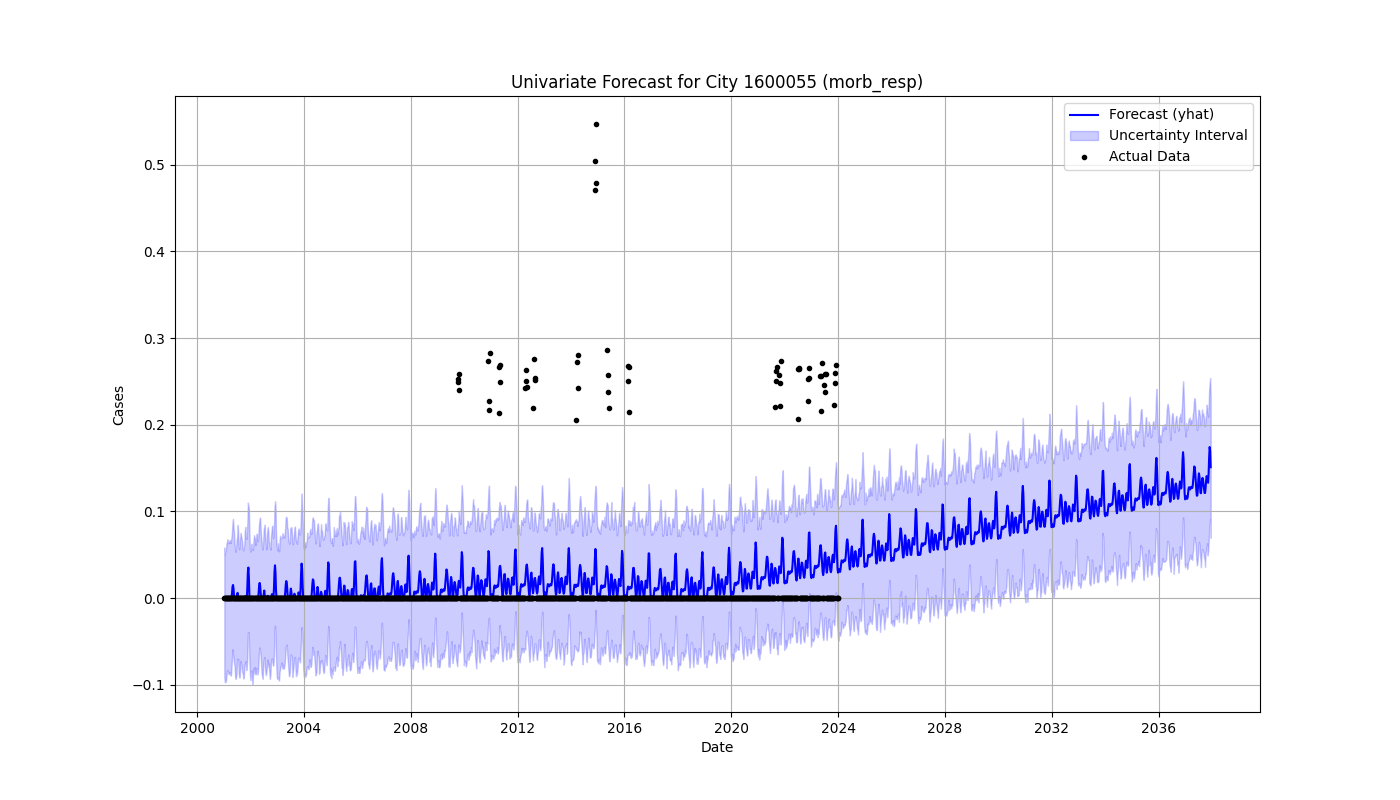 Univariate Forecast for City 1600055 (morb_resp)
Forecast (yhat)
Uncertainty Interval
Actual Data
Cases
0.5
0.4
0.3
0.2
0.1
0.0
−0.1
2000 2004 2008 2012 2016 2020 2024 2028 2032 2036
Date